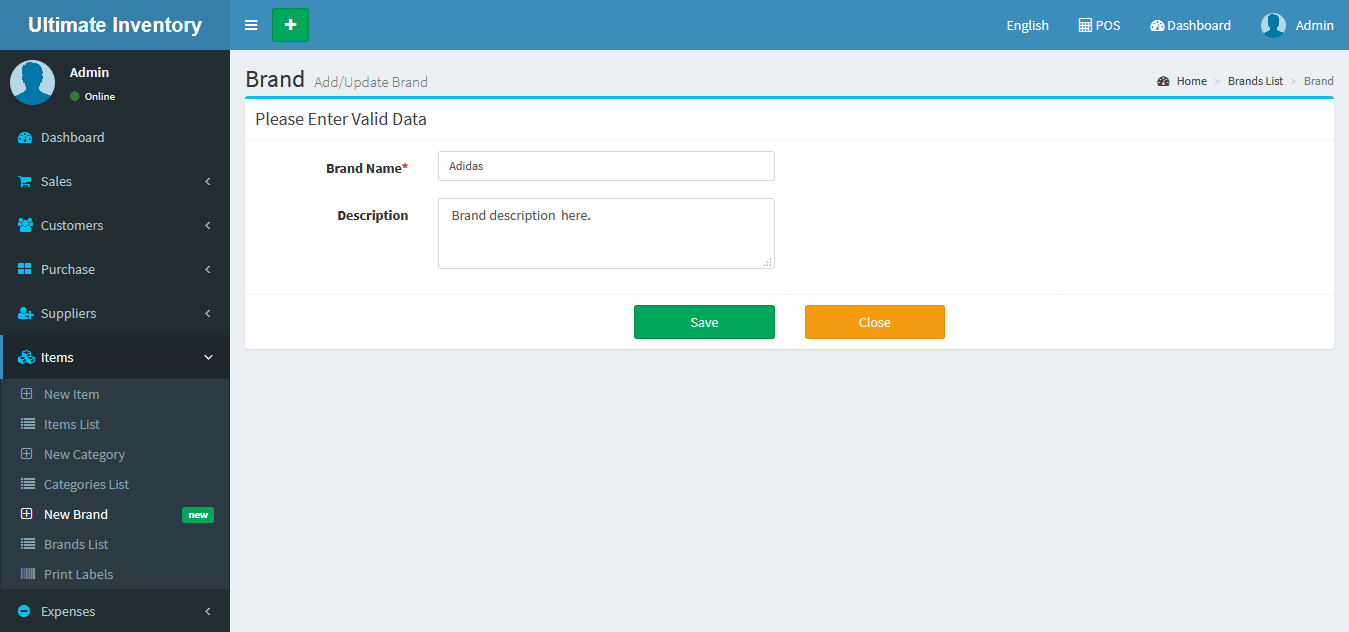 Ultimate Inventory
English
POS
Dashboard
Admin
Admin
Online
Dashboard
Sales
Customers
Purchase
Suppliers
Items
New Item
Items List
New Category
Categories List
New Brand new
Brands List
Print Labels
Expenses
Brand Add/Update Brand
Home > Brands List > Brand
Please Enter Valid Data
Brand Name* Adidas
Description Brand description here.
Save
Close